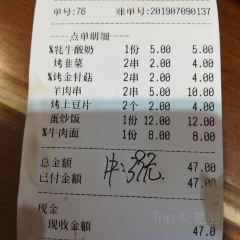 单号:76 账单号:201907090137
点单明细
%牦牛酸奶 1份 5.00 5.00
烤韭菜 2串 2.00 4.00
%烤金针菇 2串 2.00 4.00
羊肉串 2串 5.00 10.00
烤土豆片 2个 2.00 4.00
蛋炒饭 1份 12.00 12.00
%牛肉面 1份 8.00 8.00
总金额 47.00
已付金额 47.00
现金
现收金额 47.0
Trip ©